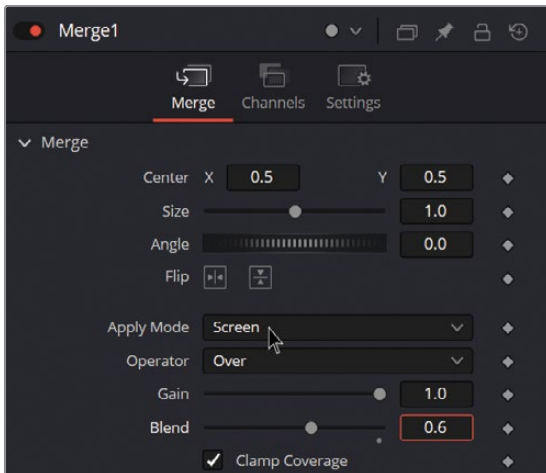 Merge1
Merge Channels Settings
Merge
Center X 0.5 Y 0.5
Size 1.0
Angle 0.0
Flip
Apply Mode Screen
Operator Over
Gain 1.0
Blend 0.6
Clamp Coverage